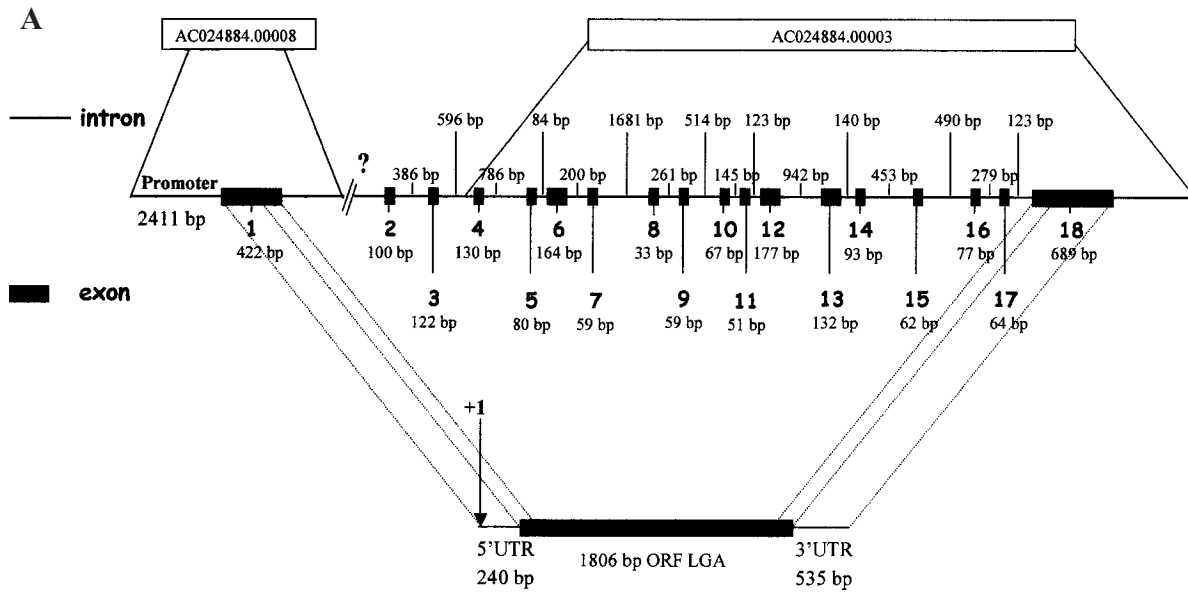 A
AC024884.00008
AC024884.00003
intron
596 bp 84 bp 1681 bp 514 bp 123 bp 140 bp 490 bp 123 bp
?
386 bp 786 bp 200 bp 261 bp 145 bp 942 bp 453 bp 279 bp
Promoter
2411 bp
1 2 4 6 8 10 12 14 16 18
422 bp 100 bp 130 bp 164 bp 33 bp 67 bp 177 bp 93 bp 77 bp 689 bp
exon
3 5 7 9 11 13 15 17
122 bp 80 bp 59 bp 59 bp 51 bp 132 bp 62 bp 64 bp
+1
5'UTR 1806 bp ORF LGA 3'UTR
240 bp 535 bp